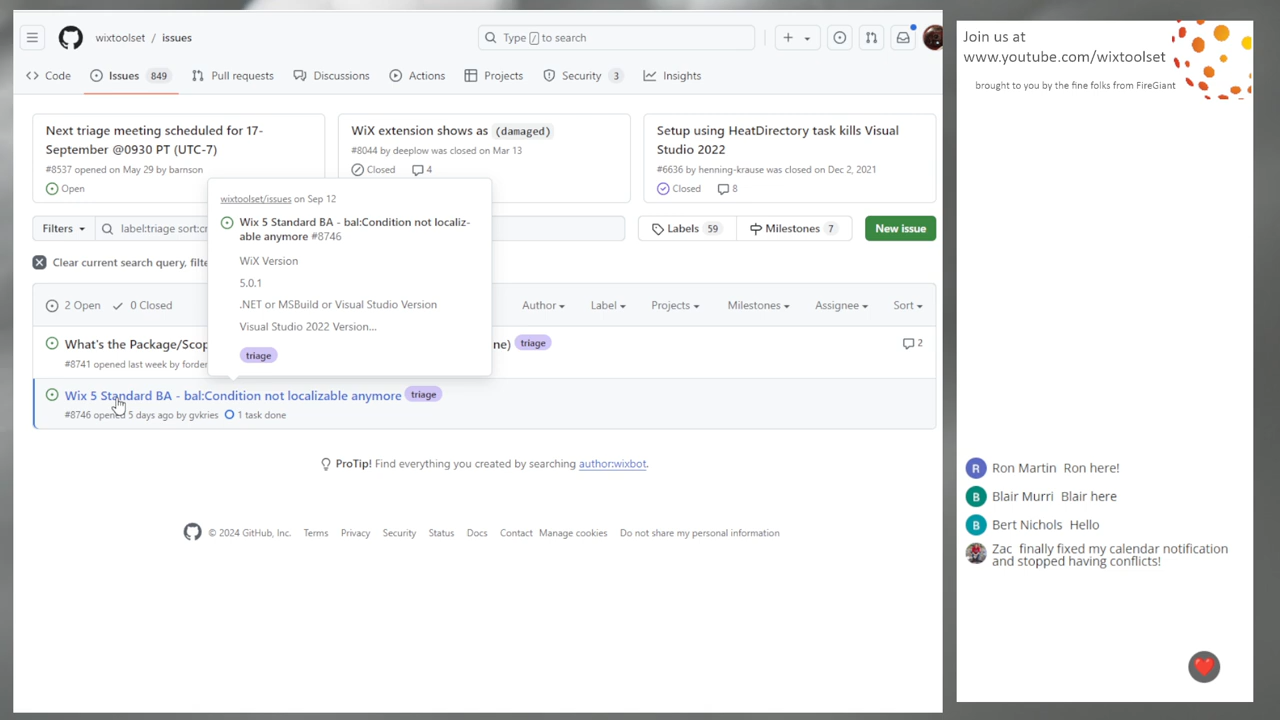 wixtoolset / issues
Type / to search
Code
Issues 849
Pull requests
Discussions
Actions
Projects
Security 3
Insights
Next triage meeting scheduled for 17-
September @0930 PT (UTC-7)
#8537 opened on May 29 by barnson
Open
WiX extension shows as (damaged)
#8044 by deeplow was closed on Mar 13
Closed 4
Setup using HeatDirectory task kills Visual
Studio 2022
#6636 by henning-krause was closed on Dec 2, 2021
Closed 8
wixtoolset/issues on Sep 12
Wix 5 Standard BA - bal:Condition not localiz-
able anymore #8746
WiX Version
5.0.1
.NET or MSBuild or Visual Studio Version
Visual Studio 2022 Version...
triage
Filters
label:triage sort:cr
Labels 59
Milestones 7
New issue
Clear current search query, filte
2 Open
0 Closed
Author
Label
Projects
Milestones
Assignee
Sort
What's the Package/Scop
ne) triage
2
#8741 opened last week by forder
Wix 5 Standard BA - bal:Condition not localizable anymore triage
#8746 opened 5 days ago by gvkries 1 task done
ProTip! Find everything you created by searching author:wixbot.
© 2024 GitHub, Inc. Terms Privacy Security Status Docs Contact Manage cookies Do not share my personal information
Join us at
www.youtube.com/wixtoolset
brought to you by the fine folks from FireGiant
R Ron Martin Ron here!
B Blair Murri Blair here
B Bert Nichols Hello
Zac finally fixed my calendar notification
and stopped having conflicts!